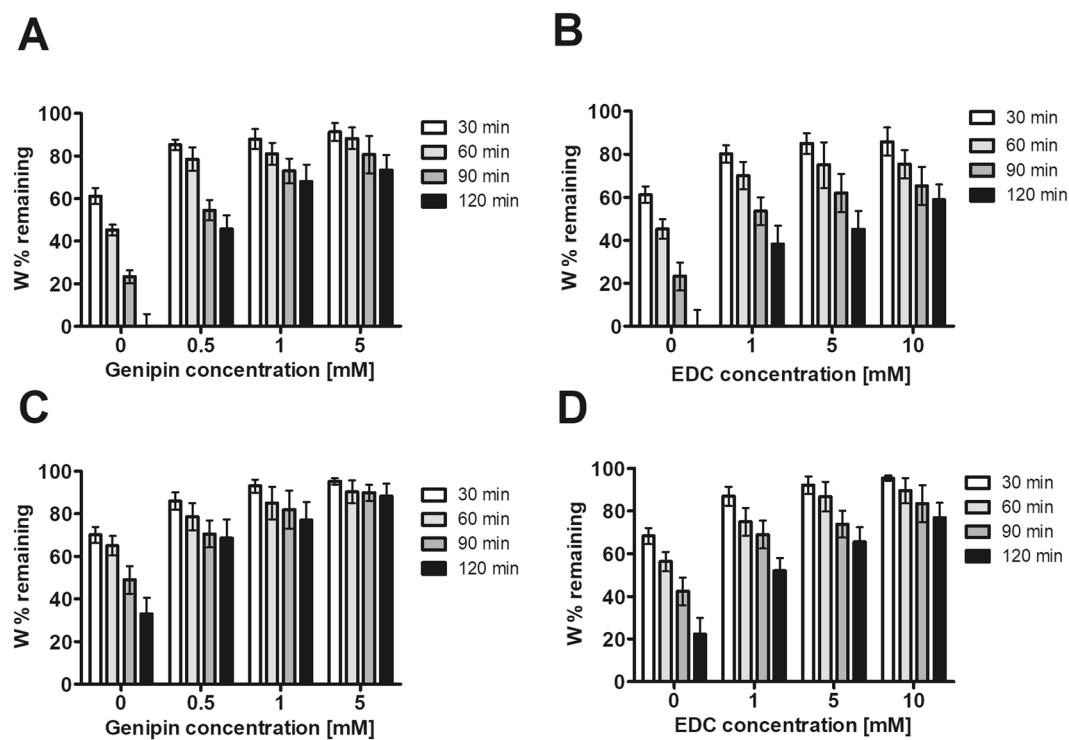 A
W % remaining
100
80
60
40
20
0
0
0.5
1
5
Genipin concentration [mM]
30 min
60 min
90 min
120 min
B
W % remaining
100
80
60
40
20
0
0
1
5
10
EDC concentration [mM]
30 min
60 min
90 min
120 min
C
W % remaining
100
80
60
40
20
0
0
0.5
1
5
Genipin concentration [mM]
30 min
60 min
90 min
120 min
D
W % remaining
100
80
60
40
20
0
0
1
5
10
EDC concentration [mM]
30 min
60 min
90 min
120 min